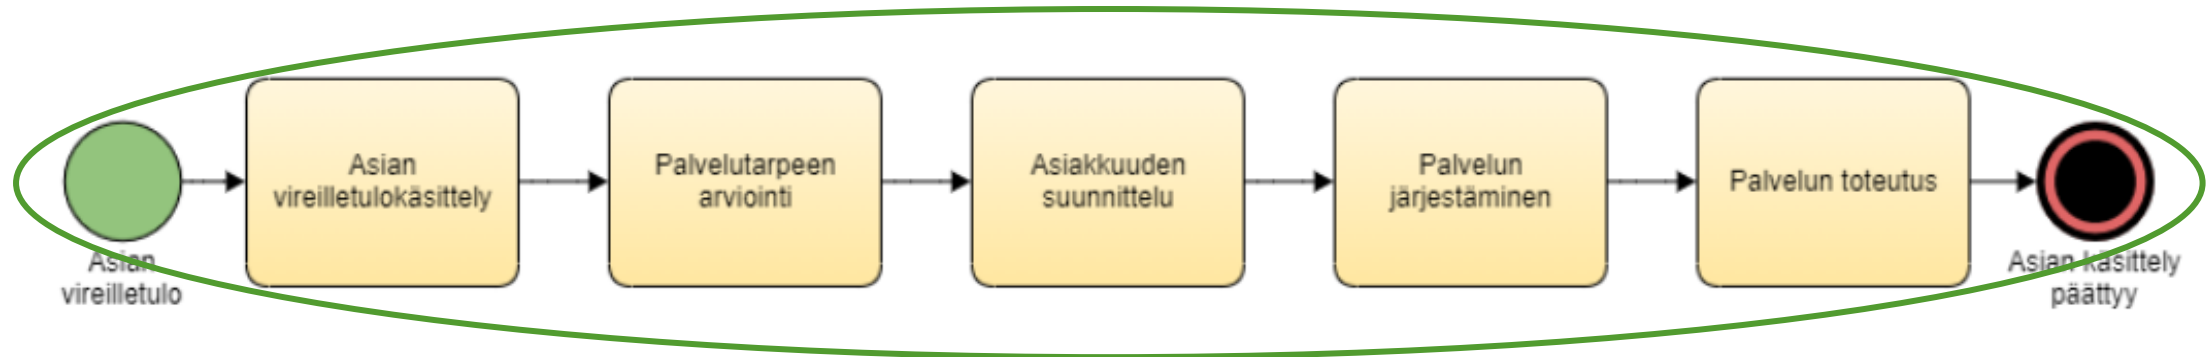 Asian
vireilletulo
Asian
vireilletulokäsittely
Palvelutarpeen
arviointi
Asiakkuuden
suunnittelu
Palvelun
järjestäminen
Palvelun toteutus
Asian käsittely
päättyy